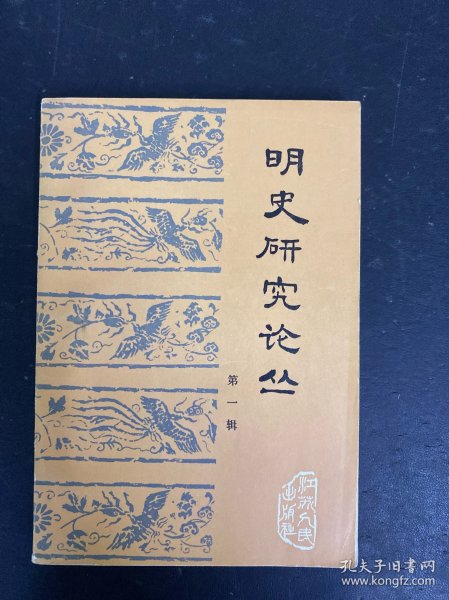 明史研究论丛
第一辑
江苏人民
出版社
孔夫子旧书网
www.kongfz.com